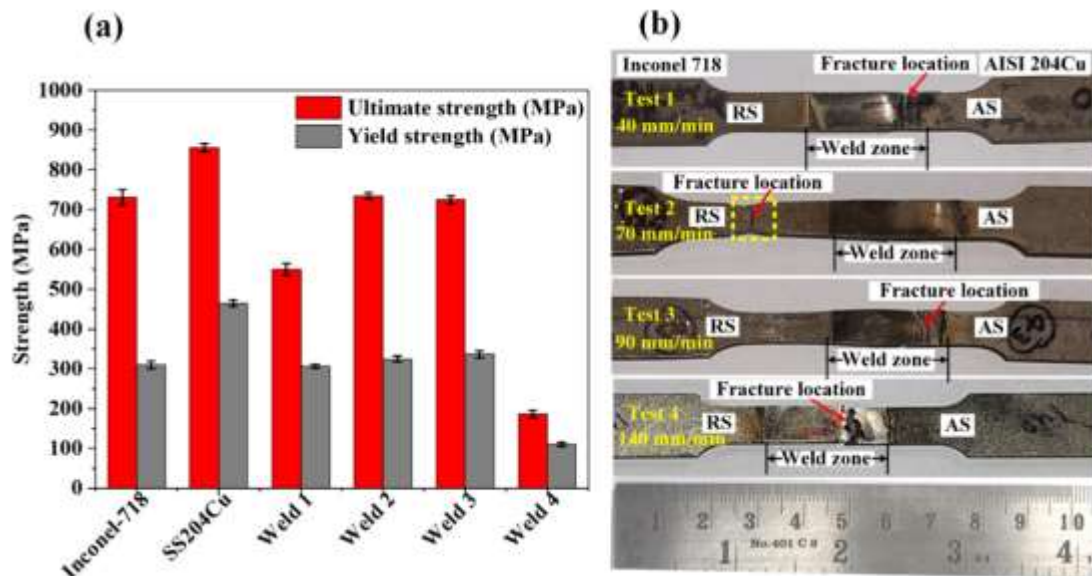 (a)
1000
900
800
700
600
500
400
300
200
100
0
Strength (MPa)
Ultimate strength (MPa)
Yield strength (MPa)
Inconel-718
SS204Cu
Weld 1
Weld 2
Weld 3
Weld 4
(b)
Inconel 718
Fracture location
AISI 204Cu
Test 1
40 mm/min
RS
AS
Weld zone
Fracture location
Test 2
70 mm/min
RS
AS
Weld zone
Fracture location
Test 3
90 mm/min
RS
AS
Weld zone
Fracture location
Test 4
140 mm/min
RS
AS
Weld zone
1 2 3 4 5 6 7 8 9 10
No.401 C 8
1 2 3 4